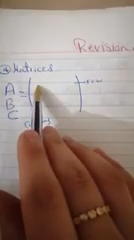 Revision
Matrices
A = ( ) → row
B
C